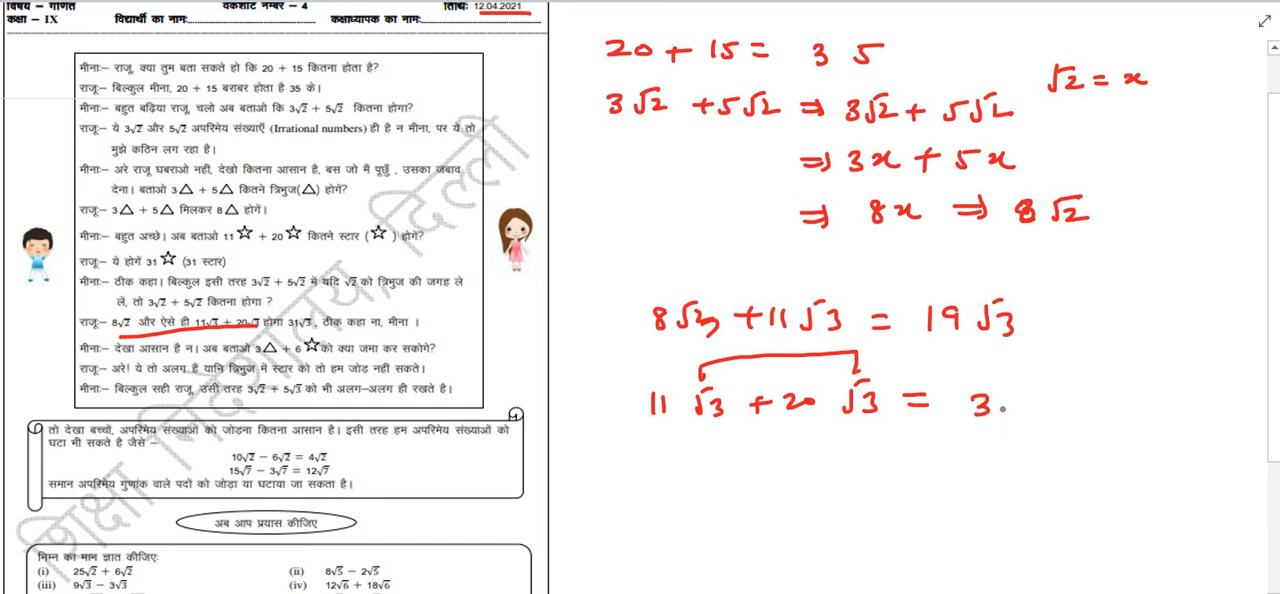 विषय – गणित वर्कशीट नम्बर – 4 तिथि: 12.04.2021
कक्षा – IX विद्यार्थी का नाम: कक्षाध्यापक का नाम:
मीनाः– राजू, क्या तुम बता सकते हो कि 20 + 15 कितना होता है?
राजूः– बिल्कुल मीना, 20 + 15 बराबर होता है 35 के।
मीनाः– बहुत बढ़िया राजू, चलो अब बताओ कि 3√2 + 5√2 कितना होगा?
राजूः– ये 3√2 और 5√2 अपरिमेय संख्याएँ (Irrational numbers) ही है न मीना, पर ये तो
मुझे कठिन लग रहा है।
मीनाः– अरे राजू घबराओ नहीं, देखो कितना आसान है, बस जो मैं पूछूँ , उसका जबाव
देना। बताओ 3△ + 5△ कितने त्रिभुज(△) होगें?
राजूः– 3△ + 5△ मिलकर 8△ होगें।
मीनाः– बहुत अच्छे। अब बताओ 11☆ + 20☆ कितने स्टार (☆) होगें?
राजूः– ये होगें 31☆ (31 स्टार)
मीनाः– ठीक कहा। बिल्कुल इसी तरह 3√2 + 5√2 में यदि √2 को त्रिभुज की जगह ले
लें, तो 3√2 + 5√2 कितना होगा ?
राजूः– 8√2 और ऐसे ही 11√3 + 20√3 होगा 31√3 , ठीक कहा ना, मीना ।
मीनाः– देखा आसान है न। अब बताओ 3△ + 6☆ को क्या जमा कर सकोगे?
राजूः– अरे! ये तो अलग हैं यानि त्रिभुज में स्टार को तो हम जोड़ नहीं सकते।
मीनाः– बिल्कुल सही राजू, उसी तरह 3√2 + 5√3 को भी अलग–अलग ही रखते है।
तो देखा बच्चों, अपरिमेय संख्याओं को जोड़ना कितना आसान है। इसी तरह हम अपरिमेय संख्याओं को
घटा भी सकते है जैसे –
10√2 − 6√2 = 4√2
15√7 − 3√7 = 12√7
समान अपरिमेय गुणांक वाले पदों को जोड़ा या घटाया जा सकता है।
अब आप प्रयास कीजिए
निम्न का मान ज्ञात कीजिए:
(i) 25√2 + 6√2 (ii) 8√5 − 2√5
(iii) 9√3 − 3√3 (iv) 12√6 + 18√6
शिक्षा निदेशालय, दिल्ली
20 + 15 = 35
√2 = x
3√2 + 5√2 ⇒ 3√2 + 5√2
⇒ 3x + 5x
⇒ 8x ⇒ 8√2
8√3 + 11√3 = 19√3
11√3 + 20√3 = 3